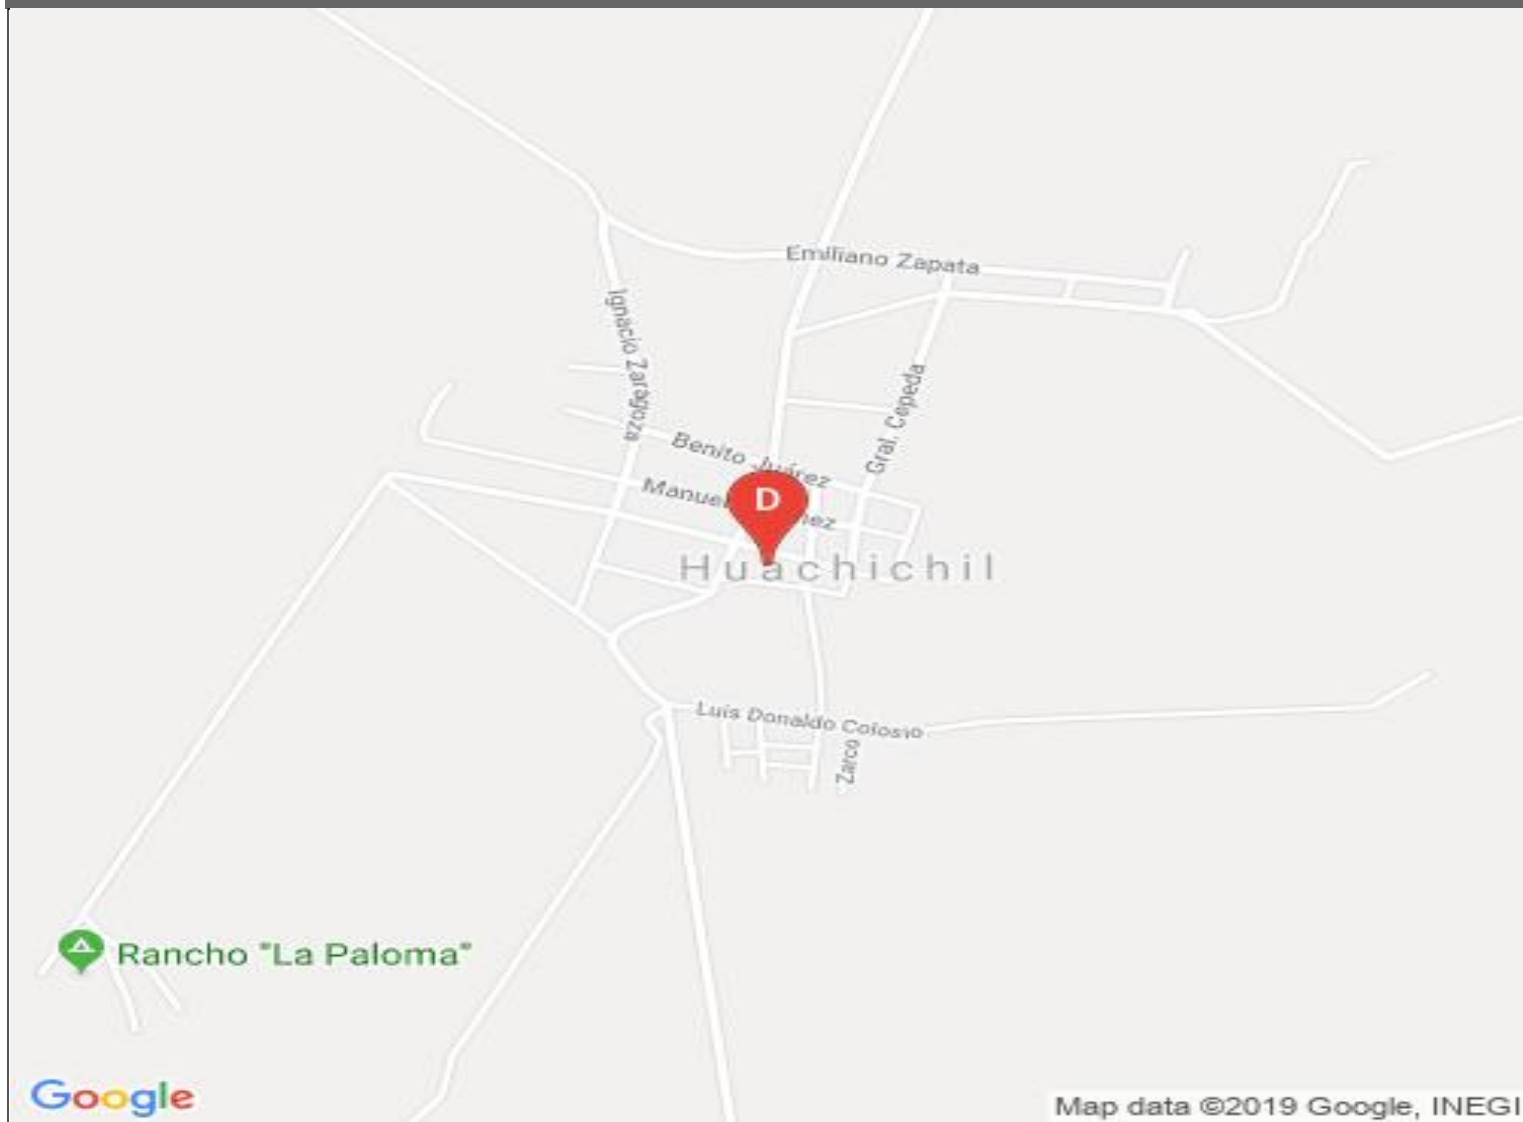 Emiliano Zapata
Ignacio Zaragoza
Gral. Cepeda
Benito Juárez
D
Huachichil
Luis Donaldo Colosio
Zarco
Rancho "La Paloma"
Google
Map data ©2019 Google, INEGI